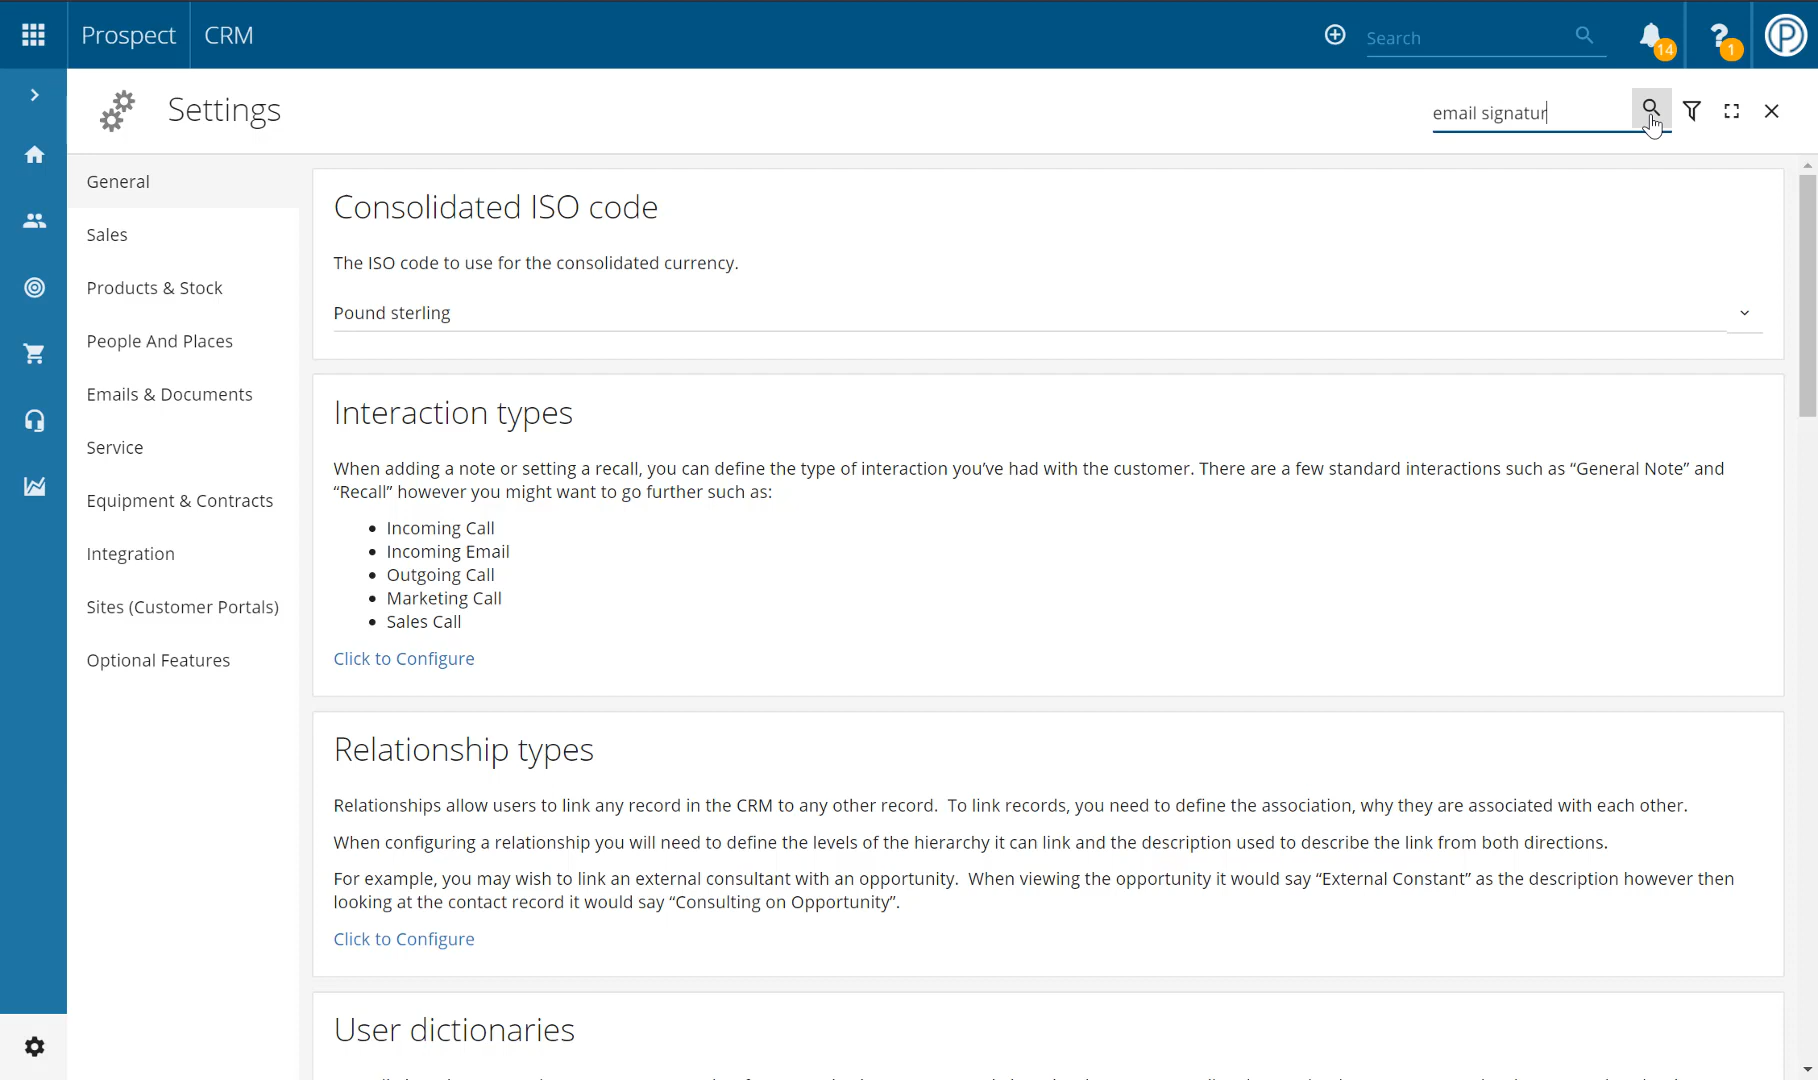 Prospect CRM Search 14 ? 1 P
Settings
email signatur
General
Sales
Products & Stock
People And Places
Emails & Documents
Service
Equipment & Contracts
Integration
Sites (Customer Portals)
Optional Features
Consolidated ISO code
The ISO code to use for the consolidated currency.
Pound sterling
Interaction types
When adding a note or setting a recall, you can define the type of interaction you’ve had with the customer. There are a few standard interactions such as “General Note” and
“Recall” however you might want to go further such as:
• Incoming Call
• Incoming Email
• Outgoing Call
• Marketing Call
• Sales Call
Click to Configure
Relationship types
Relationships allow users to link any record in the CRM to any other record.  To link records, you need to define the association, why they are associated with each other.
When configuring a relationship you will need to define the levels of the hierarchy it can link and the description used to describe the link from both directions.
For example, you may wish to link an external consultant with an opportunity.  When viewing the opportunity it would say “External Constant” as the description however then
looking at the contact record it would say “Consulting on Opportunity”.
Click to Configure
User dictionaries